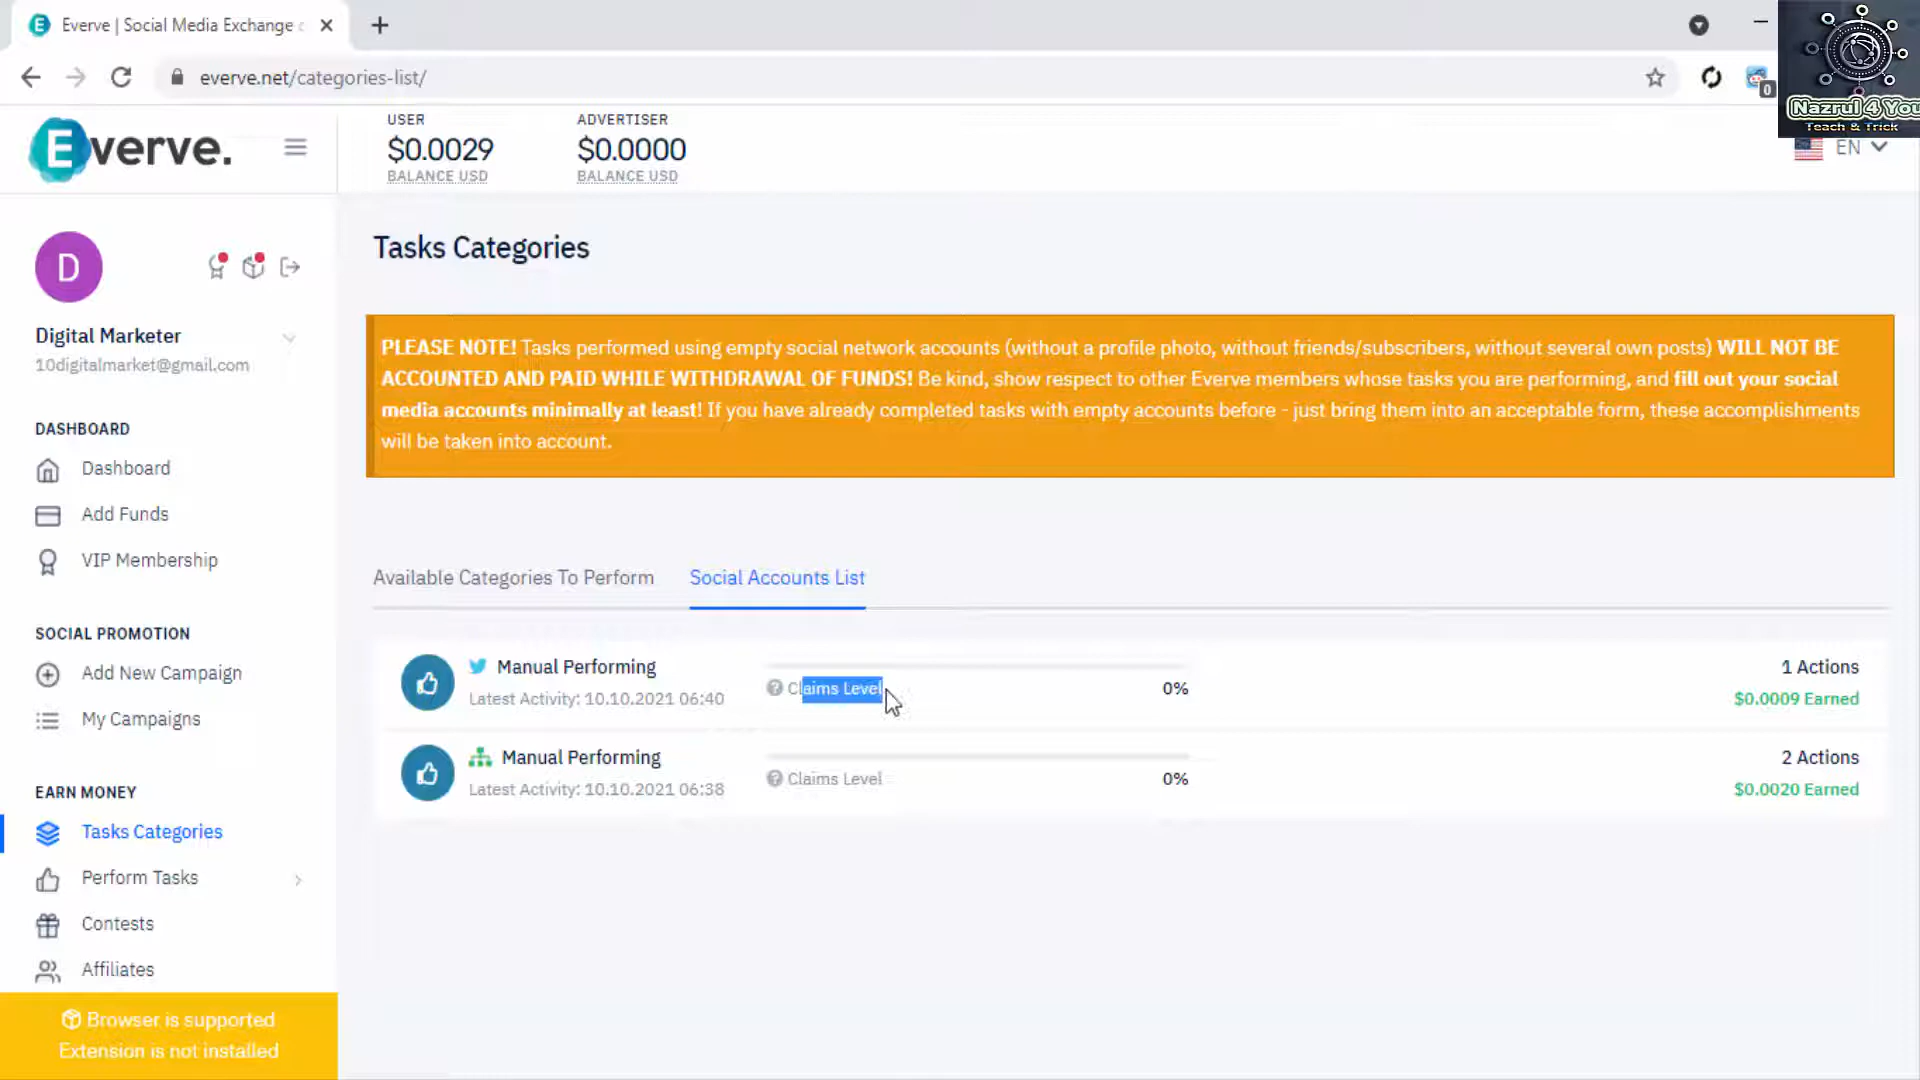 Everve | Social Media Exchange
everve.net/categories-list/
0
Nazrul 4 You
Teach & Trick
Everve.
USER
$0.0029
BALANCE USD
ADVERTISER
$0.0000
BALANCE USD
EN
D
Digital Marketer
10digitalmarket@gmail.com
DASHBOARD
Dashboard
Add Funds
VIP Membership
SOCIAL PROMOTION
Add New Campaign
My Campaigns
EARN MONEY
Tasks Categories
Perform Tasks
Contests
Affiliates
Browser is supported
Extension is not installed
Tasks Categories
PLEASE NOTE! Tasks performed using empty social network accounts (without a profile photo, without friends/subscribers, without several own posts) WILL NOT BE
ACCOUNTED AND PAID WHILE WITHDRAWAL OF FUNDS! Be kind, show respect to other Everve members whose tasks you are performing, and fill out your social
media accounts minimally at least! If you have already completed tasks with empty accounts before - just bring them into an acceptable form, these accomplishments
will be taken into account.
Available Categories To Perform
Social Accounts List
Manual Performing
Latest Activity: 10.10.2021 06:40
Claims Level
0%
1 Actions
$0.0009 Earned
Manual Performing
Latest Activity: 10.10.2021 06:38
Claims Level
0%
2 Actions
$0.0020 Earned